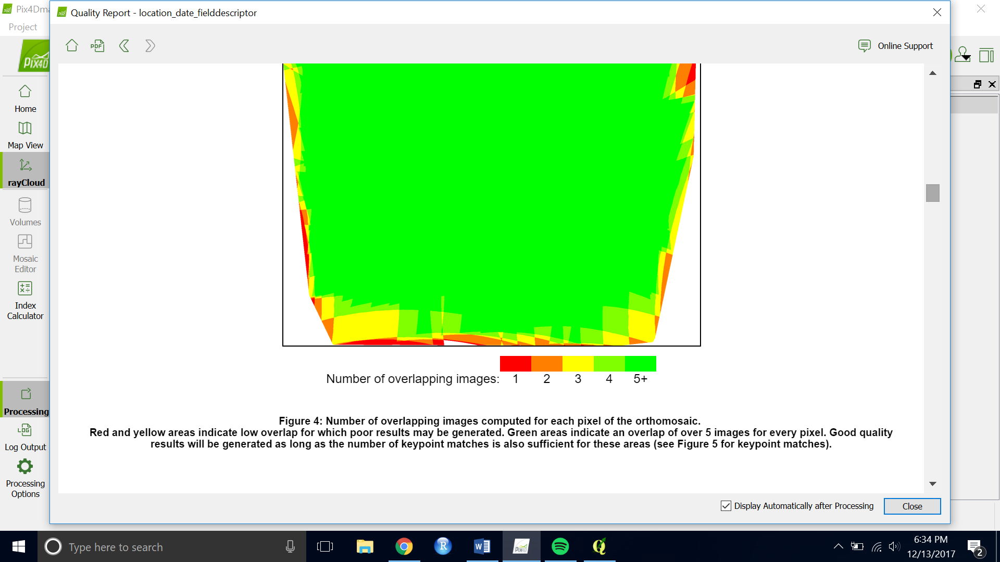 Pix4Dma
Quality Report - location_date_fielddescriptor
Project
PDF
Online Support
PIX4D
Home
Map View
rayCloud
Volumes
Mosaic
Editor
Index
Calculator
Processing
LOG
Log Output
Processing
Options
1 2 3 4 5+
Number of overlapping images:
Figure 4: Number of overlapping images computed for each pixel of the orthomosaic.
Red and yellow areas indicate low overlap for which poor results may be generated. Green areas indicate an overlap of over 5 images for every pixel. Good quality
results will be generated as long as the number of keypoint matches is also sufficient for these areas (see Figure 5 for keypoint matches).
Display Automatically after Processing
Close
Type here to search
R
W
PIX4D
Q
6:34 PM
12/13/2017
2